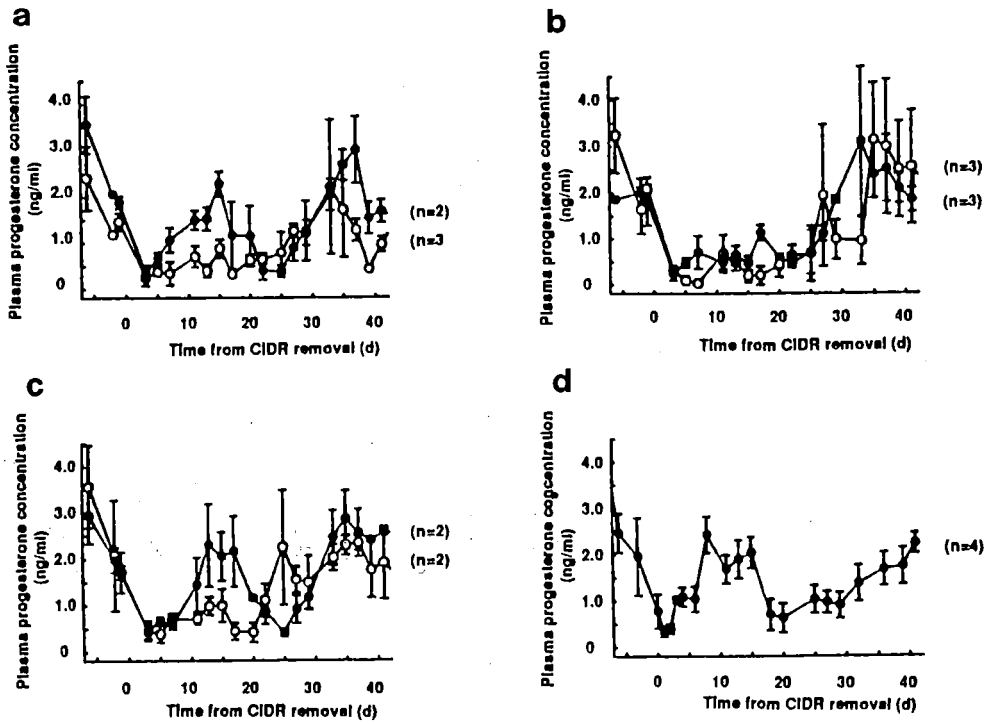 a
Plasma progesterone concentration
(ng/ml)
4.0
3.0
2.0
1.0
0
0 10 20 30 40
Time from CIDR removal (d)
(n=2)
(n=3
b
Plasma progesterone concentration
(ng/ml)
4.0
3.0
2.0
1.0
0
0 10 20 30 40
Time from CIDR removal (d)
(n=3)
(n=3)
c
Plasma progesterone concentration
(ng/ml)
4.0
3.0
2.0
1.0
0
0 10 20 30 40
Time from CIDR removal (d)
(n=2)
(n=2)
d
Plasma progesterone concentration
(ng/ml)
4.0
3.0
2.0
1.0
0
0 10 20 30 40
Time from CIDR removal (d)
(n=4)